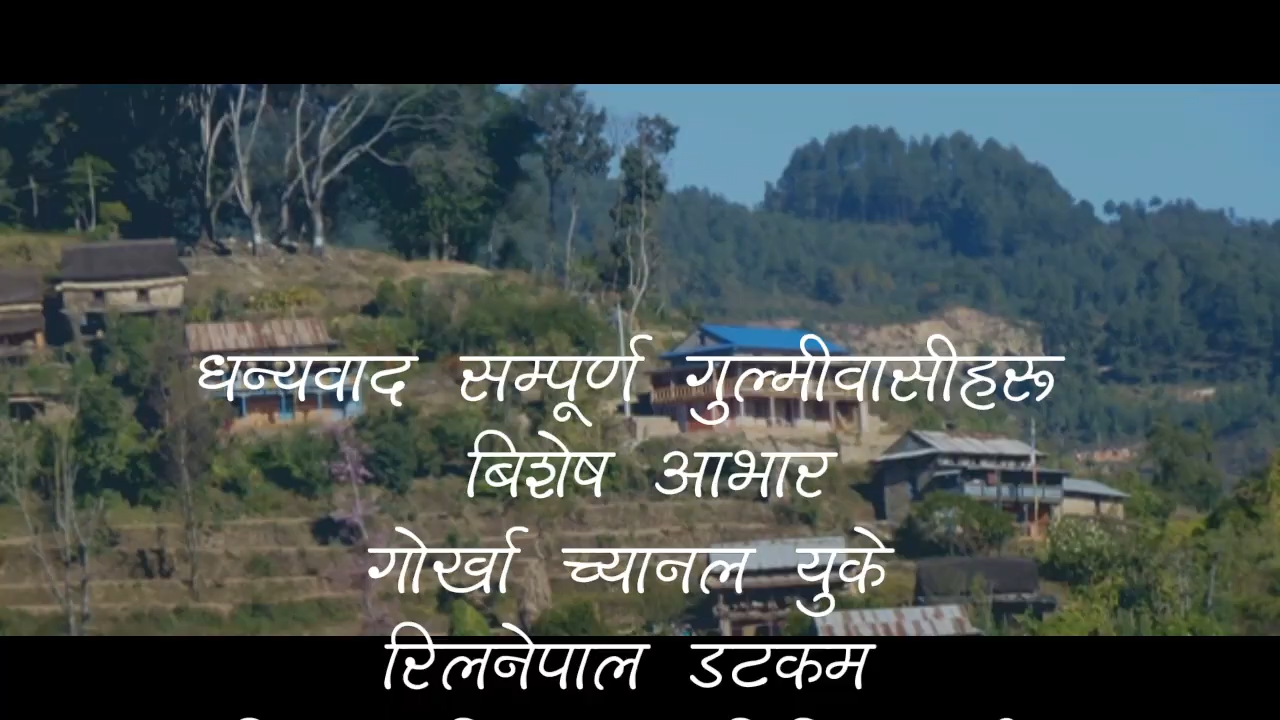 धन्यवाद सम्पूर्ण गुल्मीवासीहरू
बिशेष आभार
गोर्खा च्यानल युके
रिलनेपाल डटकम